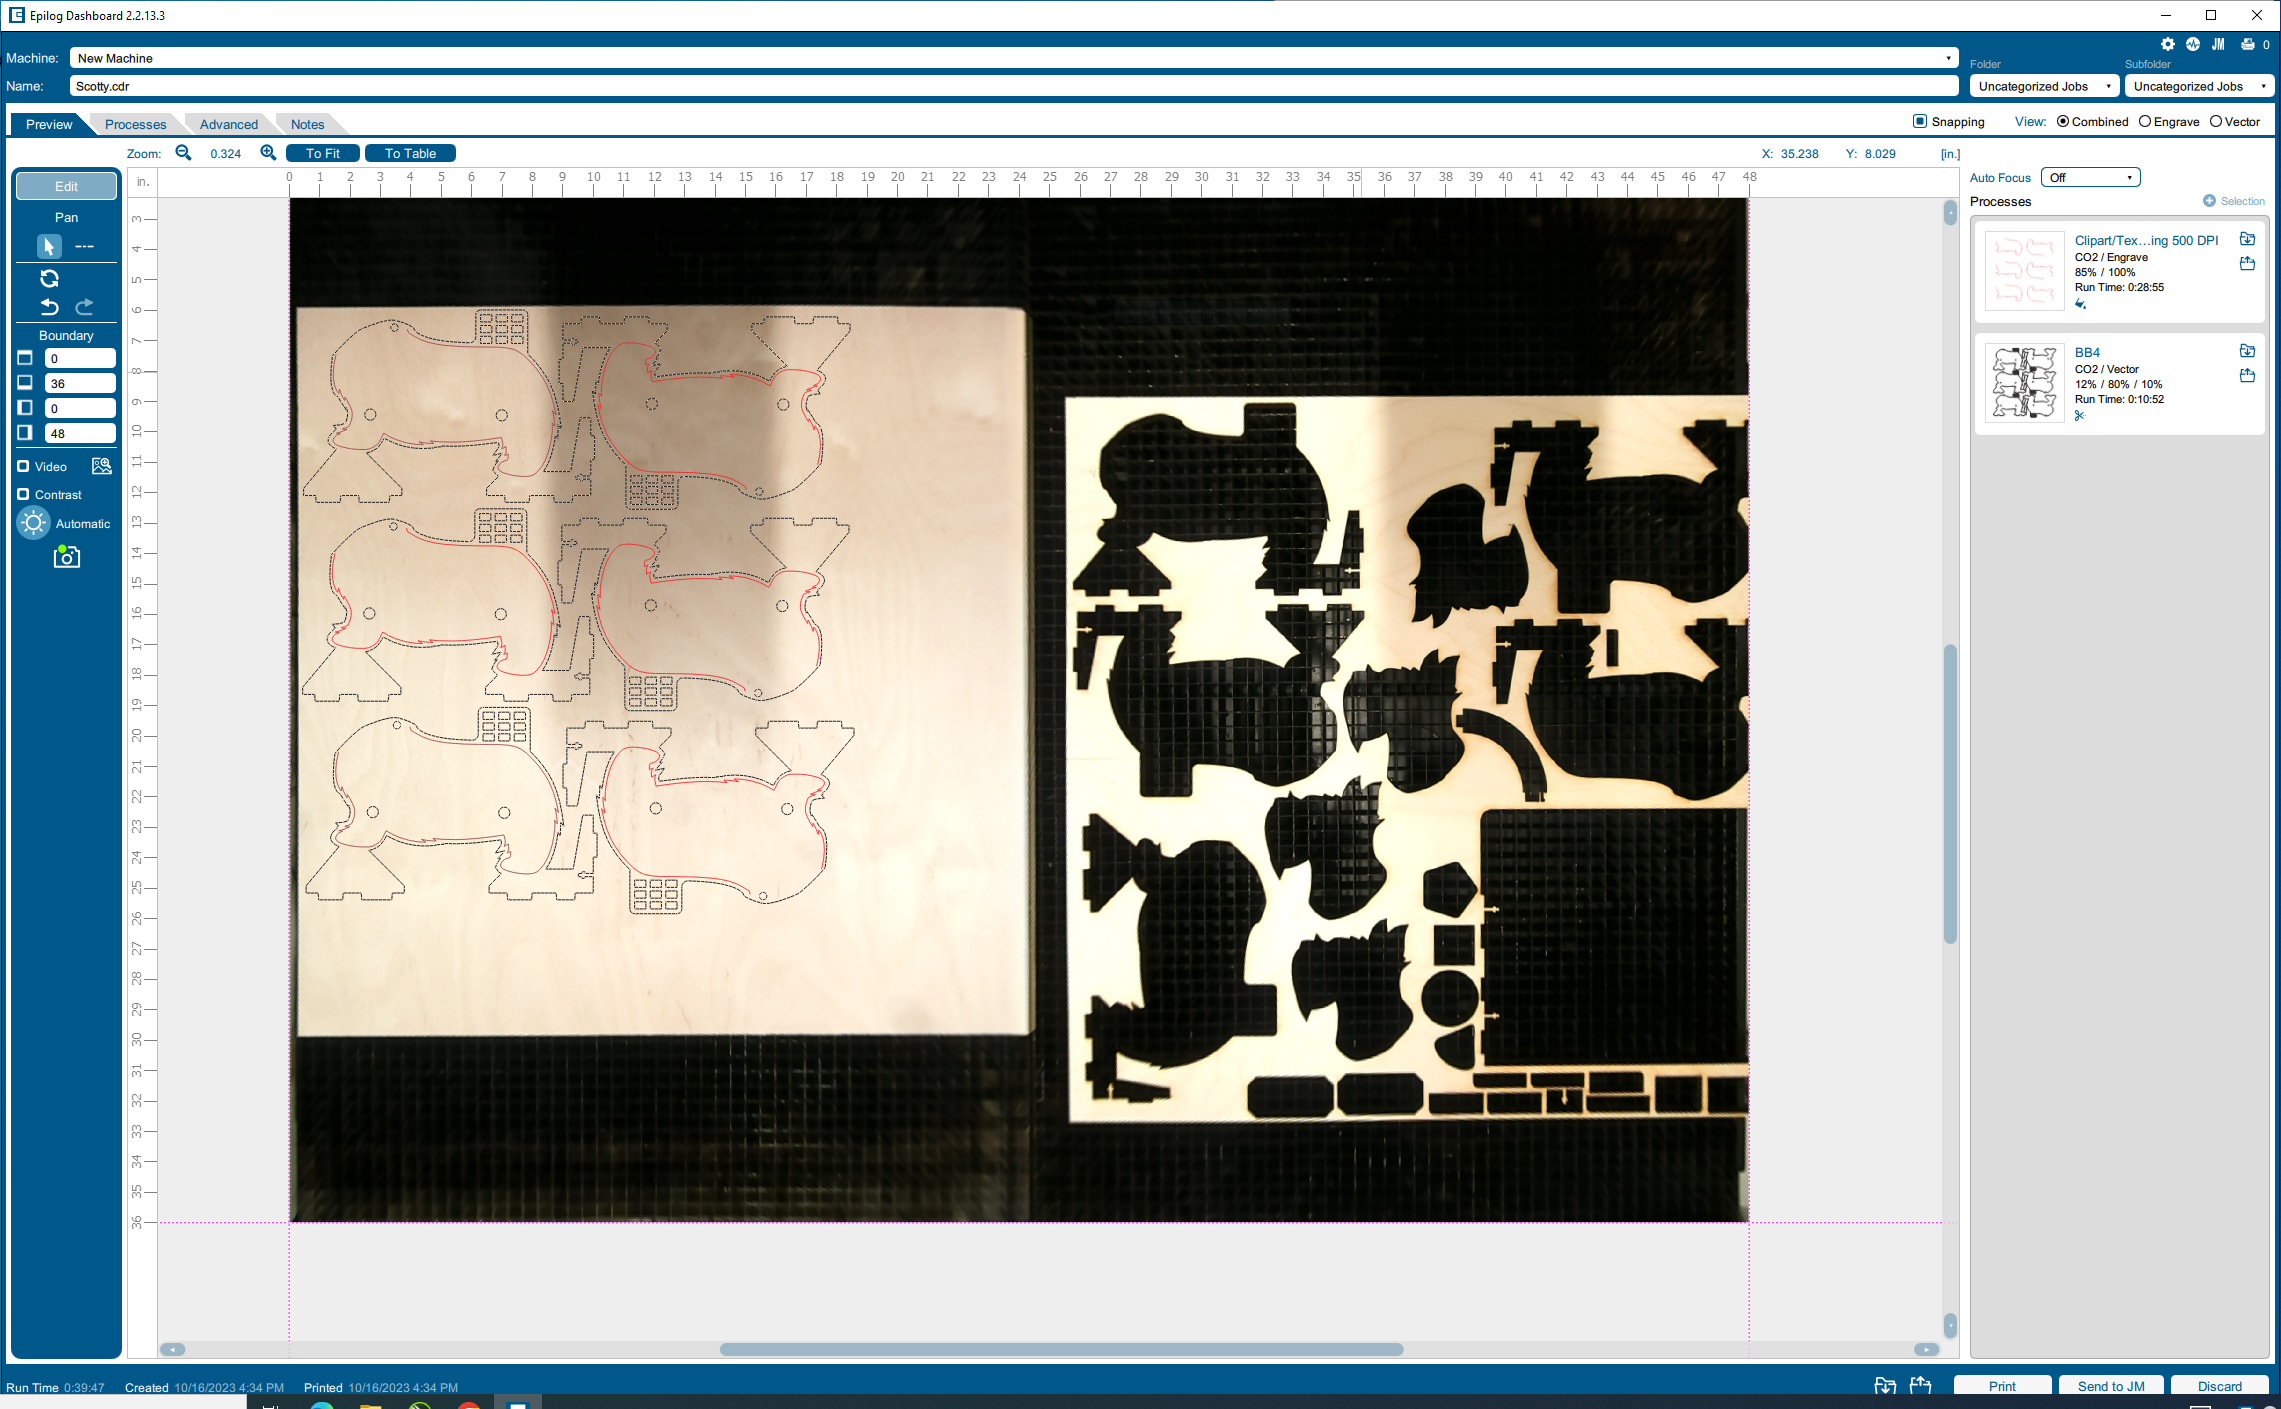 Epilog Dashboard 2.2.13.3
Machine: New Machine
JM 0
Name: Scotty.cdr
Folder Subfolder
Uncategorized Jobs Uncategorized Jobs
Preview Processes Advanced Notes
Snapping View: Combined Engrave Vector
Zoom: 0.324 To Fit To Table
X: 35.238 Y: 8.029 [in.]
in. 0 1 2 3 4 5 6 7 8 9 10 11 12 13 14 15 16 17 18 19 20 21 22 23 24 25 26 27 28 29 30 31 32 33 34 35 36 37 38 39 40 41 42 43 44 45 46 47 48
3
4
5
6
7
8
9
10
11
12
13
14
15
16
17
18
19
20
21
22
23
24
25
26
27
28
29
30
31
32
33
34
35
36
Edit
Pan
Boundary
0
36
0
48
Video
Contrast
Automatic
Auto Focus Off
Processes Selection
Clipart/Tex...ing 500 DPI
CO2 / Engrave
85% / 100%
Run Time: 0:28:55
BB4
CO2 / Vector
12% / 80% / 10%
Run Time: 0:10:52
Run Time 0:39:47 Created 10/16/2023 4:34 PM Printed 10/16/2023 4:34 PM
Print Send to JM Discard